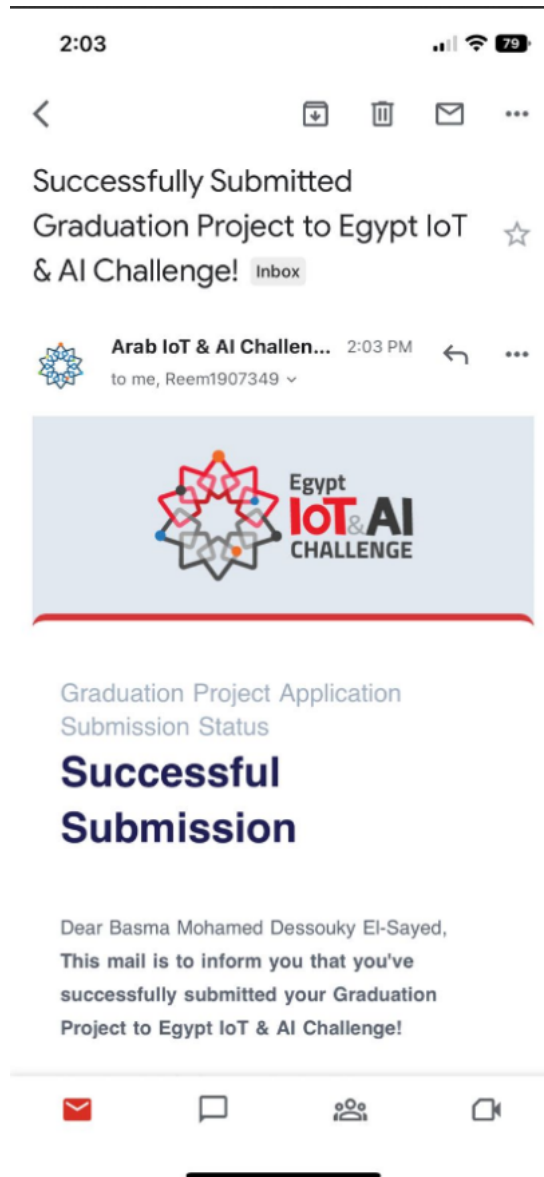 2:03
79
Successfully Submitted
Graduation Project to Egypt IoT
& AI Challenge! Inbox
Arab IoT & AI Challen... 2:03 PM
to me, Reem1907349
Egypt
IoT & AI
CHALLENGE
Graduation Project Application
Submission Status
Successful
Submission
Dear Basma Mohamed Dessouky El-Sayed,
This mail is to inform you that you've
successfully submitted your Graduation
Project to Egypt IoT & AI Challenge!